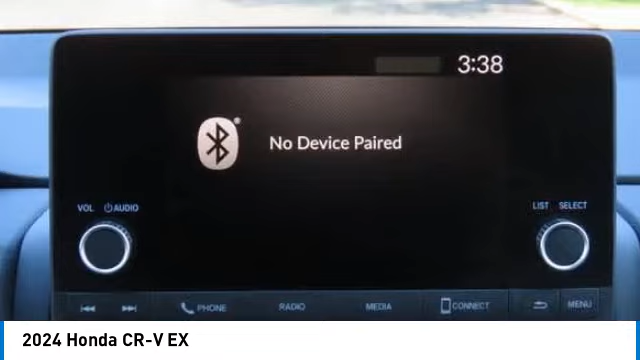 3:38
No Device Paired
VOL AUDIO
LIST SELECT
PHONE RADIO MEDIA CONNECT MENU
2024 Honda CR-V EX